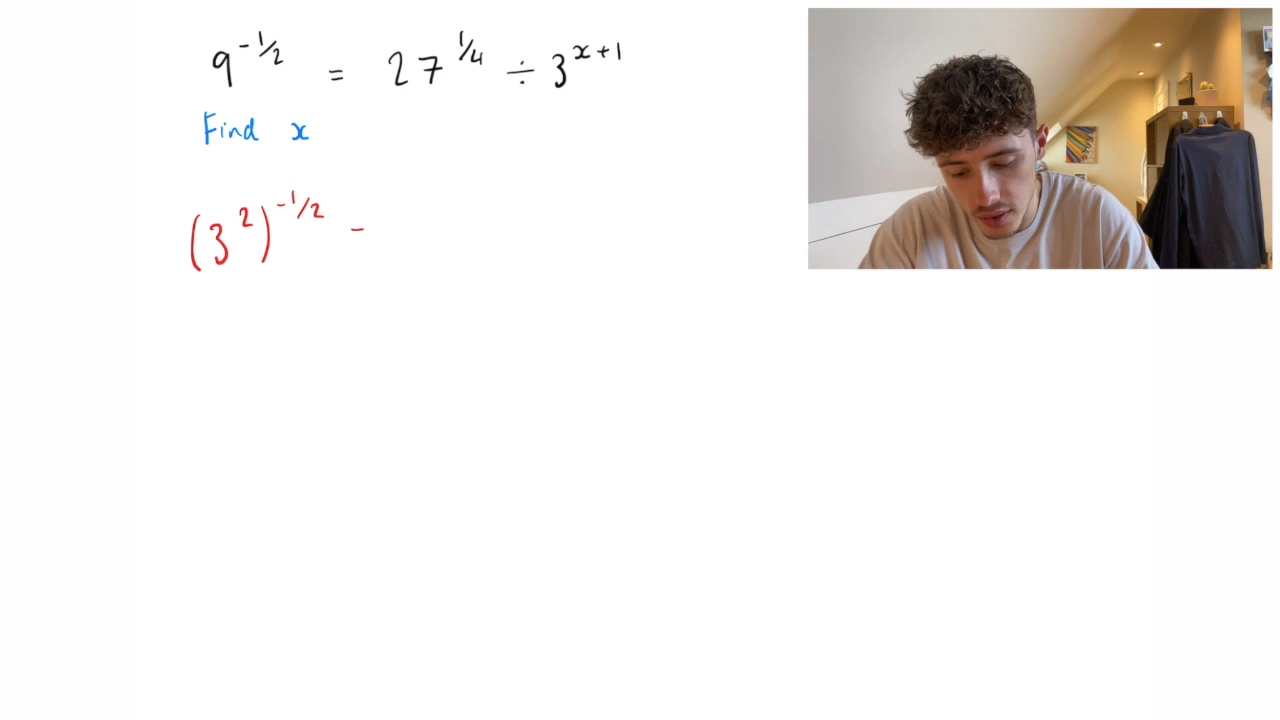 9^{-1/2} = 27^{1/4} ÷ 3^{x+1}
Find x
(3^2)^{-1/2} -